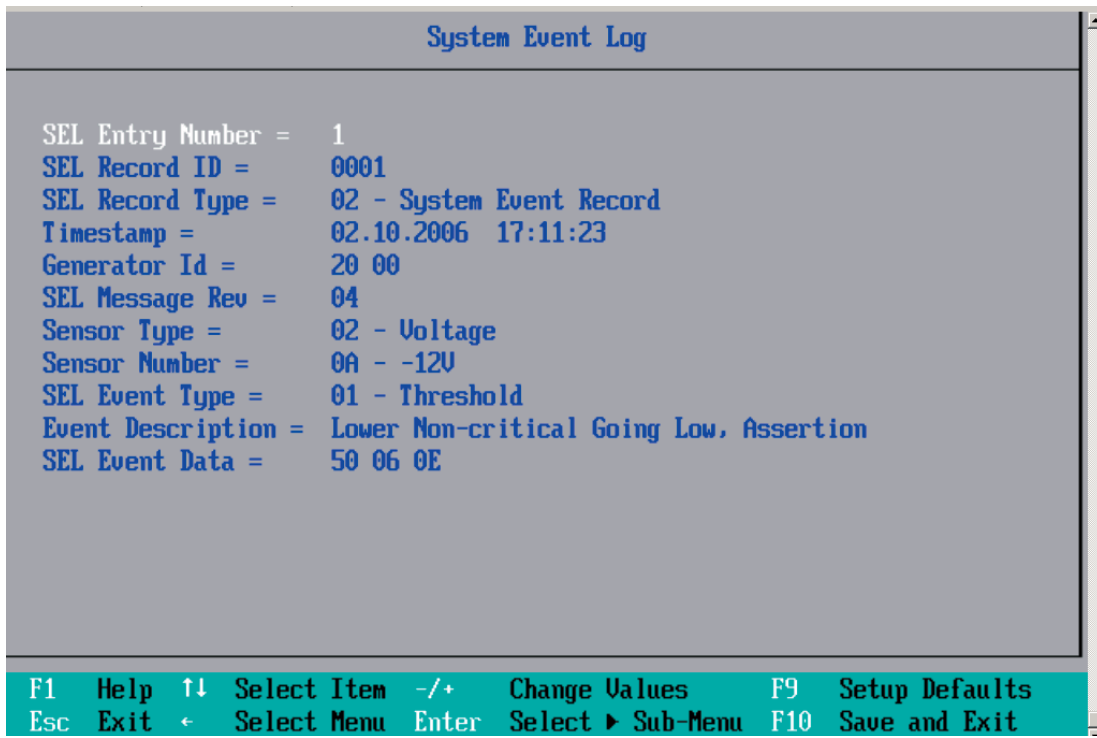 System Event Log
SEL Entry Number = 1
SEL Record ID = 0001
SEL Record Type = 02 - System Event Record
Timestamp = 02.10.2006 17:11:23
Generator Id = 20 00
SEL Message Rev = 04
Sensor Type = 02 - Voltage
Sensor Number = 0A - -12V
SEL Event Type = 01 - Threshold
Event Description = Lower Non-critical Going Low, Assertion
SEL Event Data = 50 06 0E
F1 Help ↑↓ Select Item -/+ Change Values F9 Setup Defaults
Esc Exit ← Select Menu Enter Select ▶ Sub-Menu F10 Save and Exit